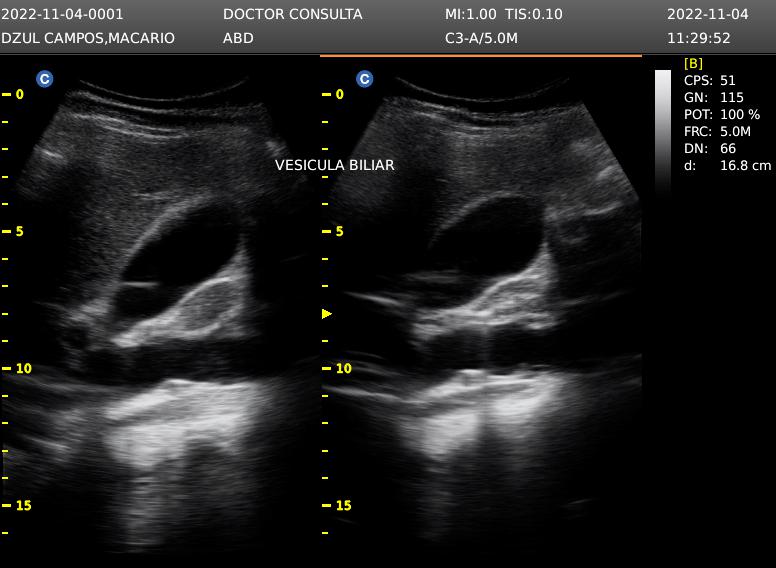 2022-11-04-0001 DOCTOR CONSULTA MI:1.00 TIS:0.10 2022-11-04
DZUL CAMPOS,MACARIO ABD C3-A/5.0M 11:29:52
[B]
CPS: 51
GN: 115
POT: 100 %
FRC: 5.0M
DN: 66
d: 16.8 cm
C C
0 0
VESICULA BILIAR
5 5
10 10
15 15